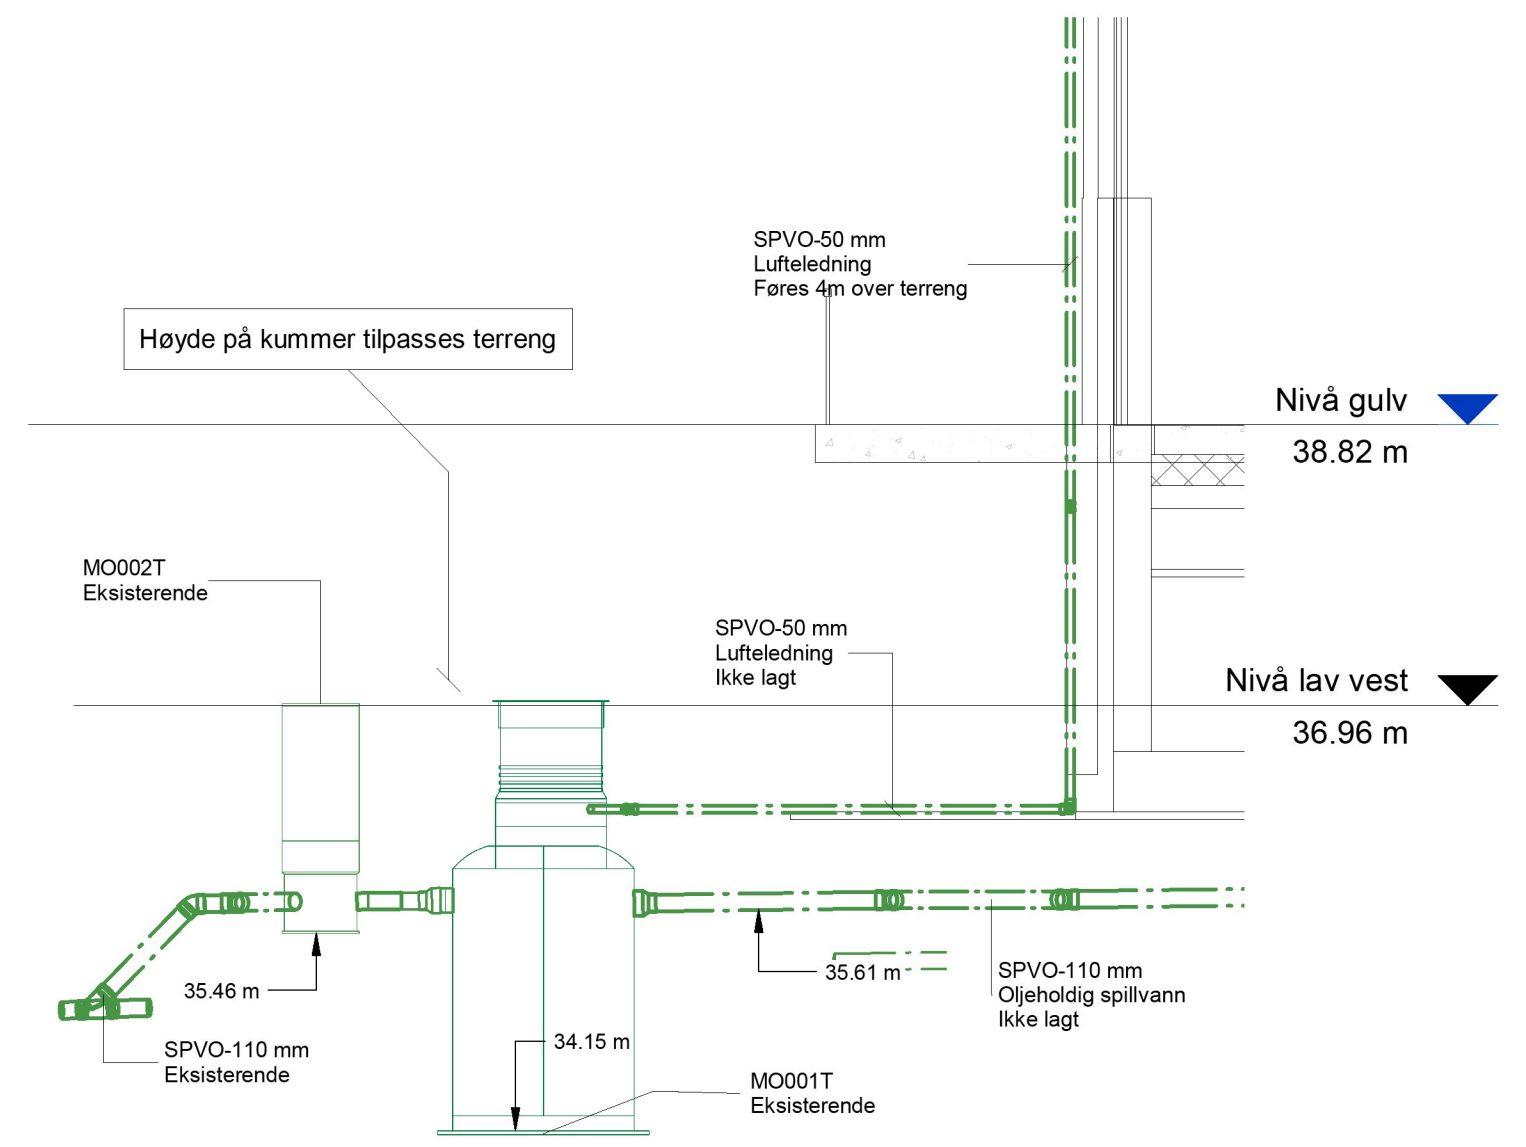 SPVO-50 mm
Lufteledning
Føres 4m over terreng
Høyde på kummer tilpasses terreng
Nivå gulv
38.82 m
MO002T
Eksisterende
SPVO-50 mm
Lufteledning
Ikke lagt
Nivå lav vest
36.96 m
35.46 m
35.61 m
SPVO-110 mm
Oljeholdig spillvann
Ikke lagt
SPVO-110 mm
Eksisterende
34.15 m
MO001T
Eksisterende